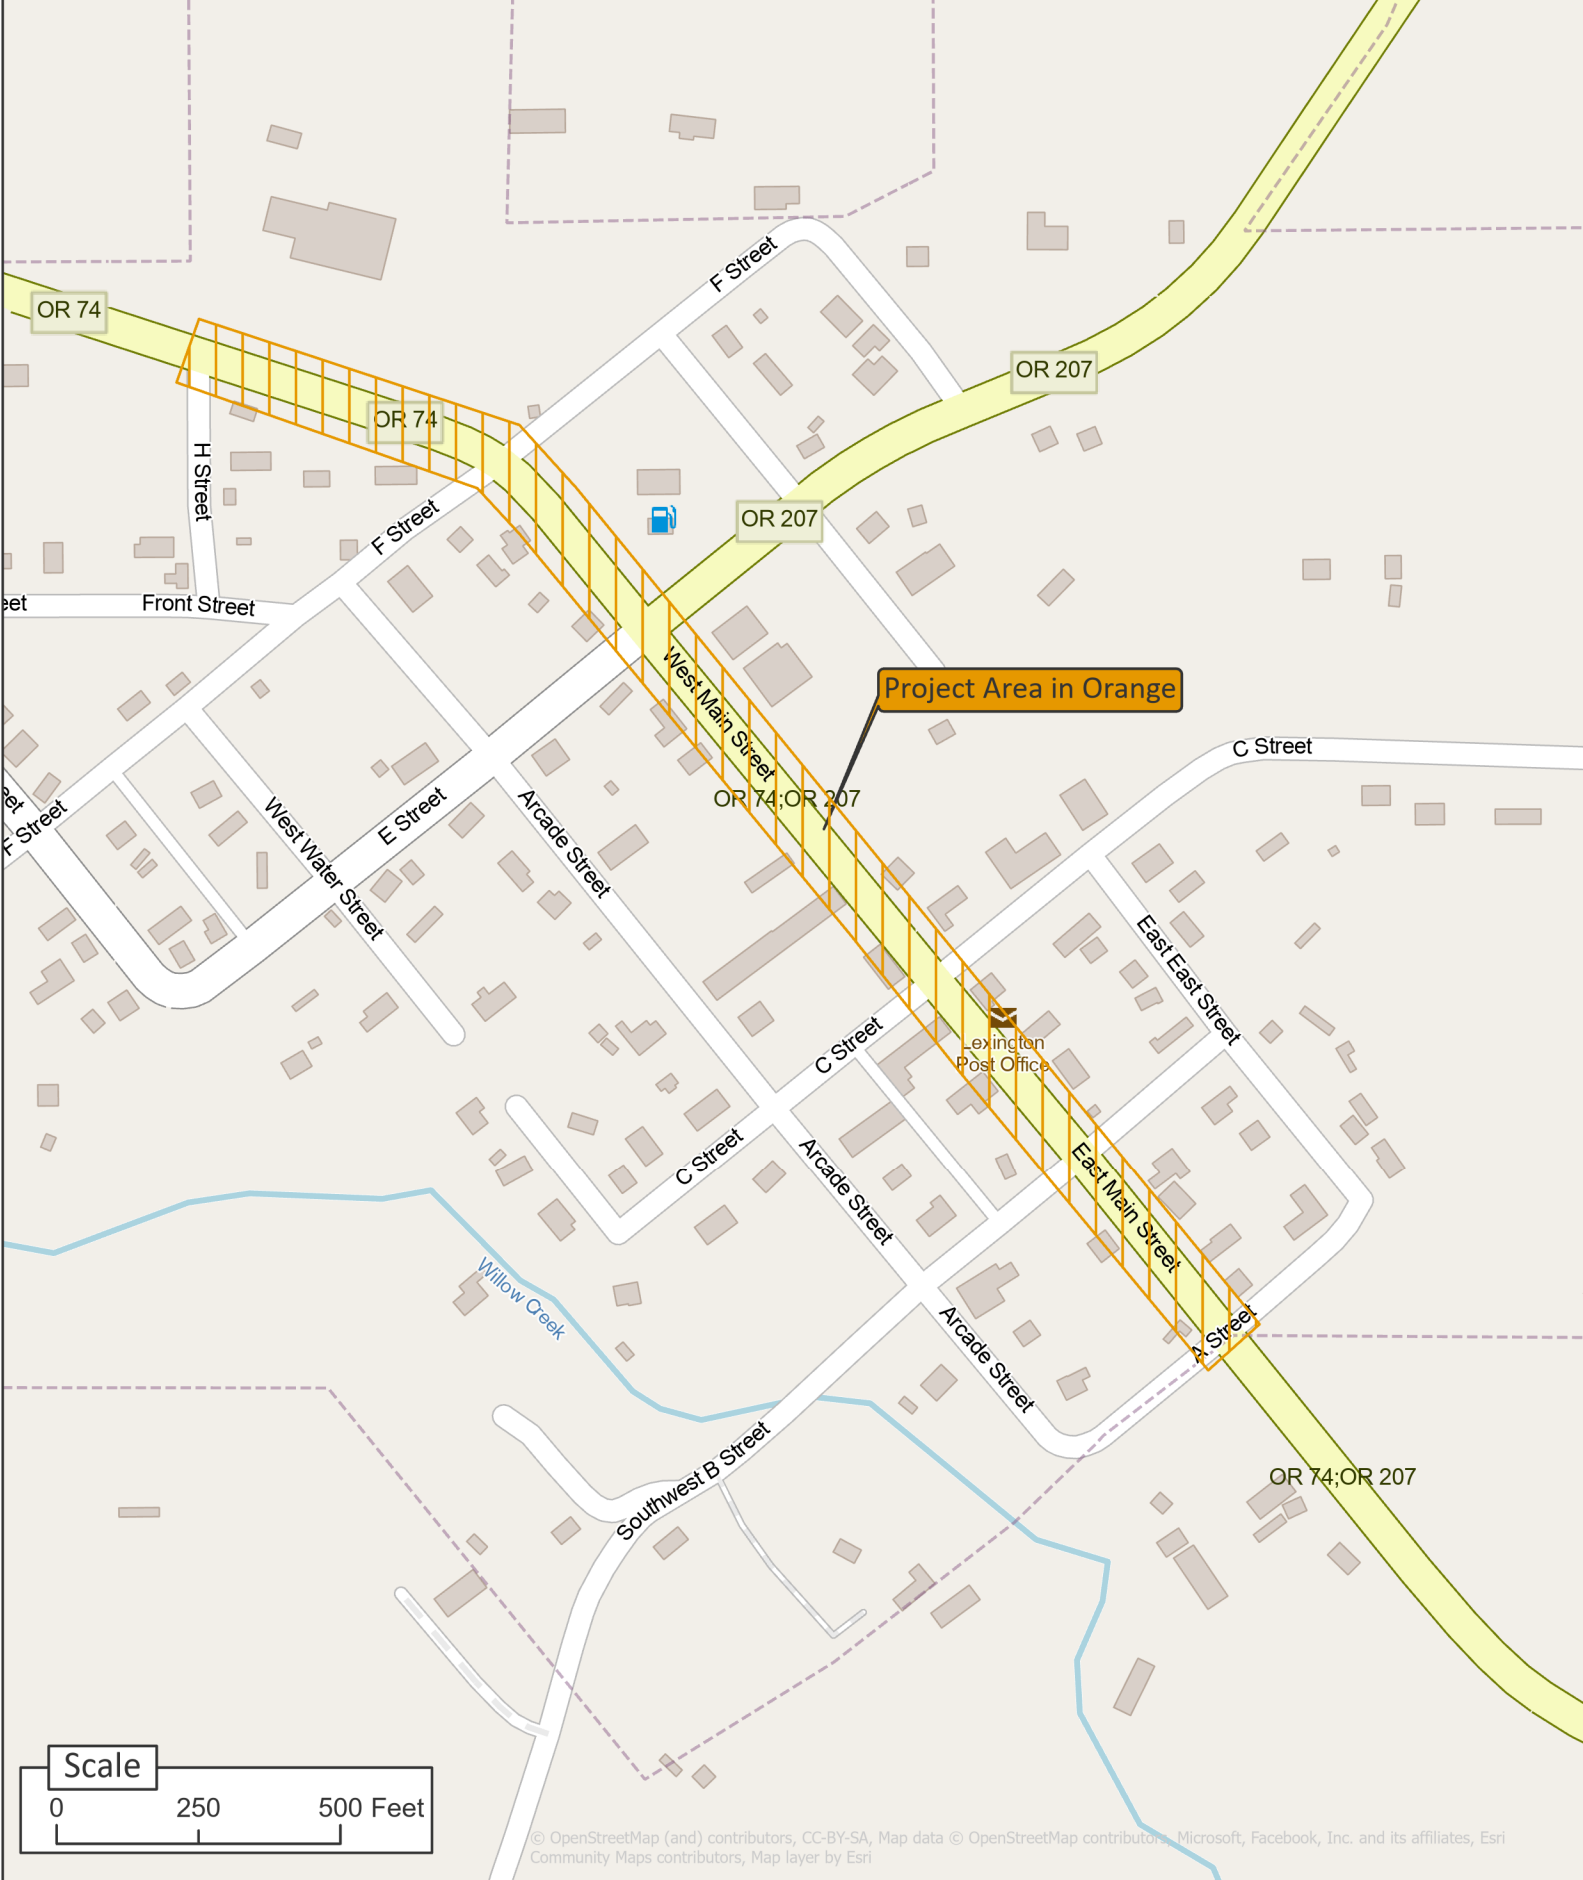 F Street
OR 74
OR 207
OR 74
H Street
OR 207
F Street
eet
Front Street
West Main Street
Project Area in Orange
C Street
OR 74;OR 207
eet
F Street
West Water Street
E Street
Arcade Street
East East Street
C Street
Lexington
Post Office
C Street
Arcade Street
East Main Street
Willow Creek
Arcade Street
A Street
Southwest B Street
OR 74;OR 207
Scale
0 250 500 Feet
© OpenStreetMap (and) contributors, CC-BY-SA, Map data © OpenStreetMap contributors, Microsoft, Facebook, Inc. and its affiliates, Esri
Community Maps contributors, Map layer by Esri